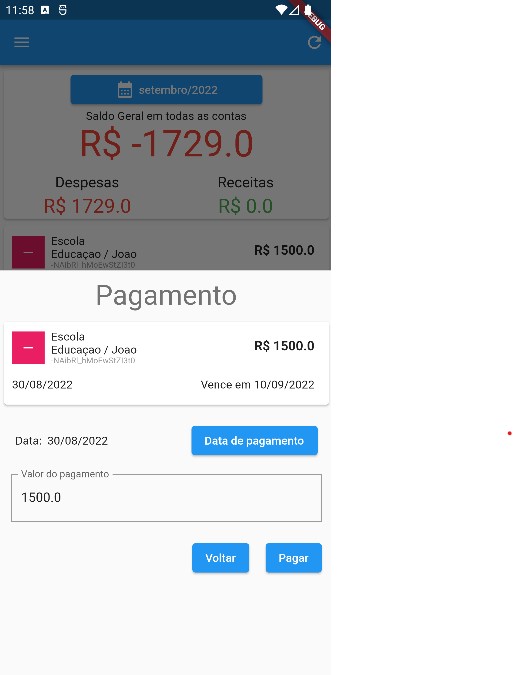 11:58
DEBUG
setembro/2022
Saldo Geral em todas as contas
R$ -1729.0
Despesas Receitas
R$ 1729.0 R$ 0.0
Escola
Educaçao / Joao R$ 1500.0
Pagamento
Escola
Educaçao / Joao R$ 1500.0
30/08/2022 Vence em 10/09/2022
Data: 30/08/2022 Data de pagamento
Valor do pagamento
1500.0
Voltar Pagar